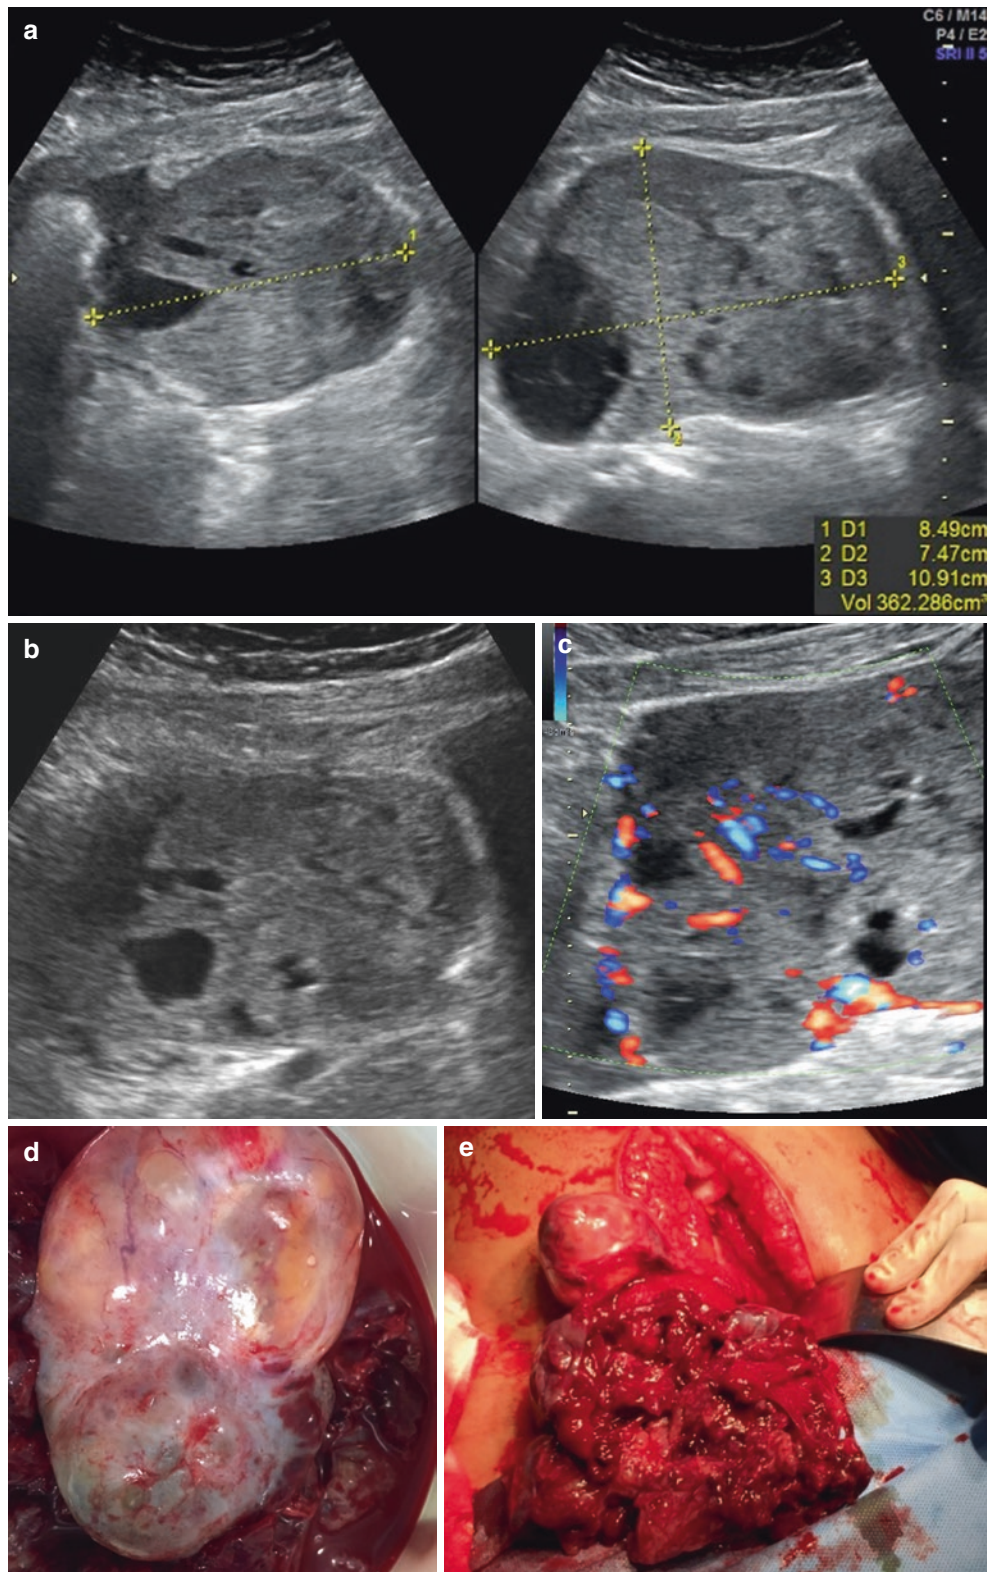 a
C6 / M14
P4 / E2
SRI II 5
1
3
2
1 D1 8.49cm
2 D2 7.47cm
3 D3 10.91cm
Vol 362.286cm³
b
c
d
e